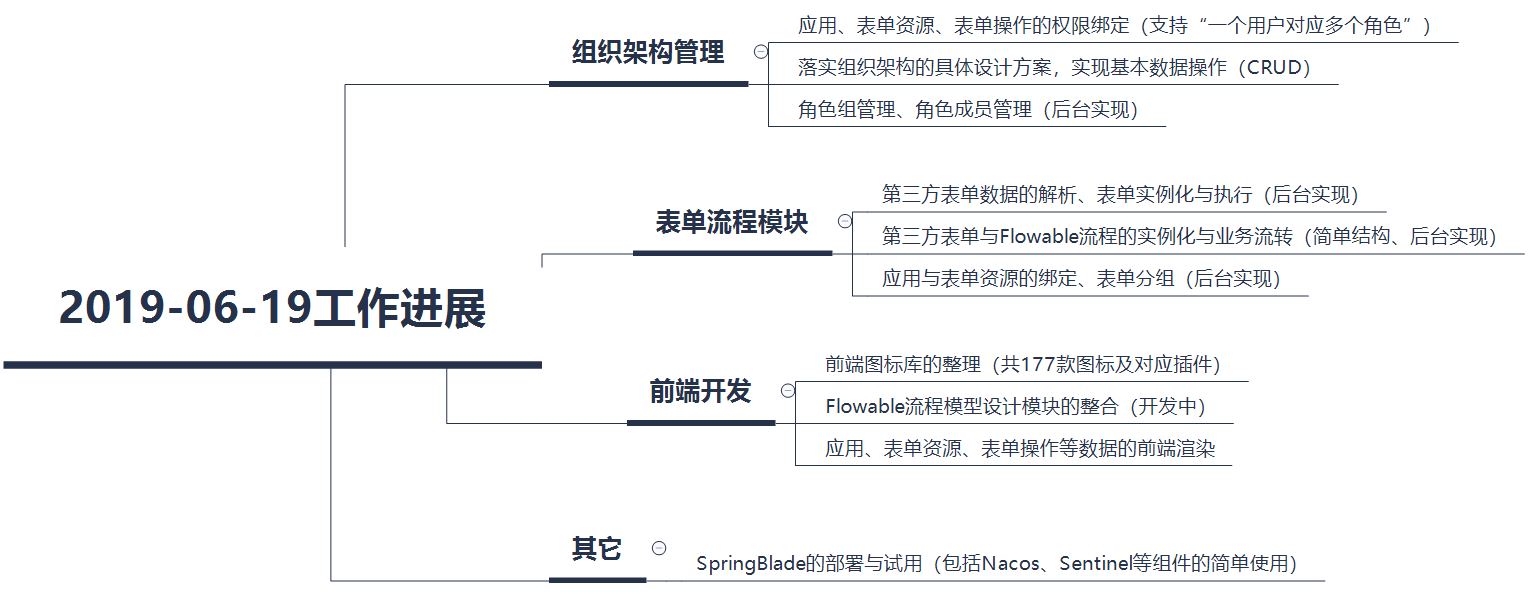 组织架构管理
应用、表单资源、表单操作的权限绑定（支持“一个用户对应多个角色”）
落实组织架构的具体设计方案，实现基本数据操作（CRUD）
角色组管理、角色成员管理（后台实现）
表单流程模块
第三方表单数据的解析、表单实例化与执行（后台实现）
第三方表单与Flowable流程的实例化与业务流转（简单结构、后台实现）
应用与表单资源的绑定、表单分组（后台实现）
2019-06-19工作进展
前端开发
前端图标库的整理（共177款图标及对应插件）
Flowable流程模型设计模块的整合（开发中）
应用、表单资源、表单操作等数据的前端渲染
其它
SpringBlade的部署与试用（包括Nacos、Sentinel等组件的简单使用）